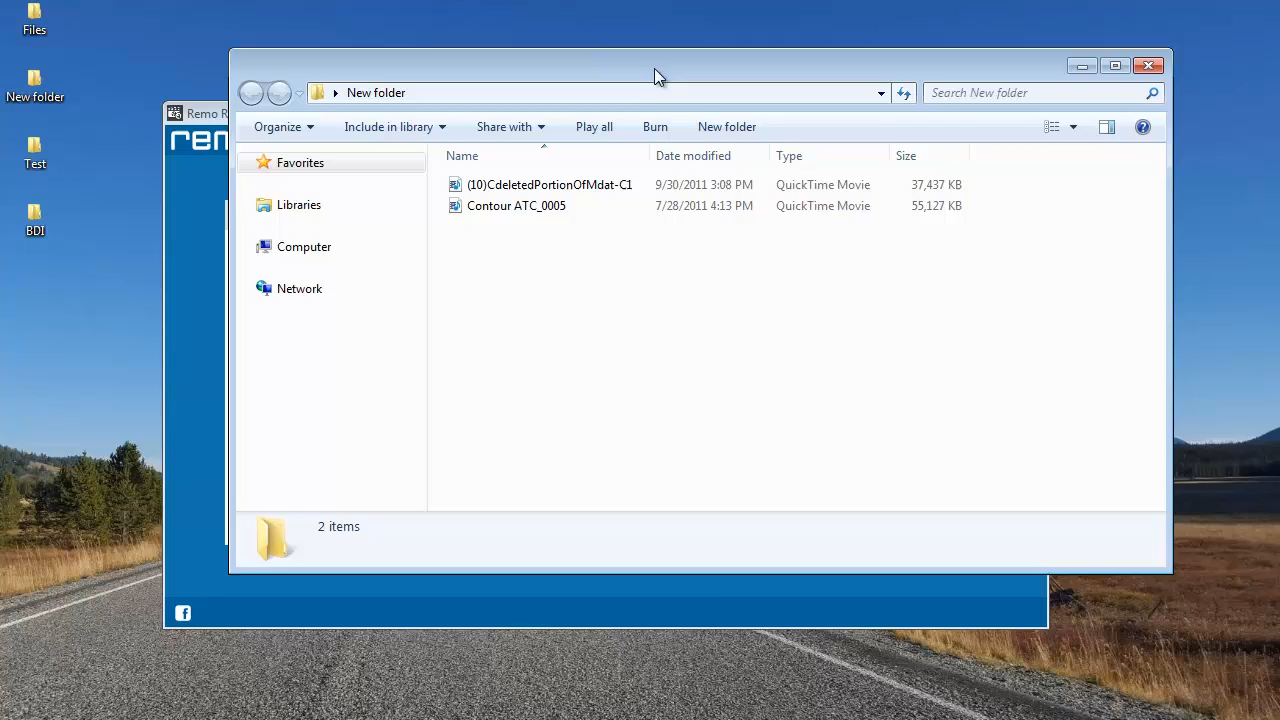 Files
New folder
Test
BDI
Remo R
rem
New folder
Search New folder
Organize
Include in library
Share with
Play all
Burn
New folder
Favorites
Libraries
Computer
Network
Name
Date modified
Type
Size
(10)CdeletedPortionOfMdat-C1 9/30/2011 3:08 PM QuickTime Movie 37,437 KB
Contour ATC_0005 7/28/2011 4:13 PM QuickTime Movie 55,127 KB
2 items
f